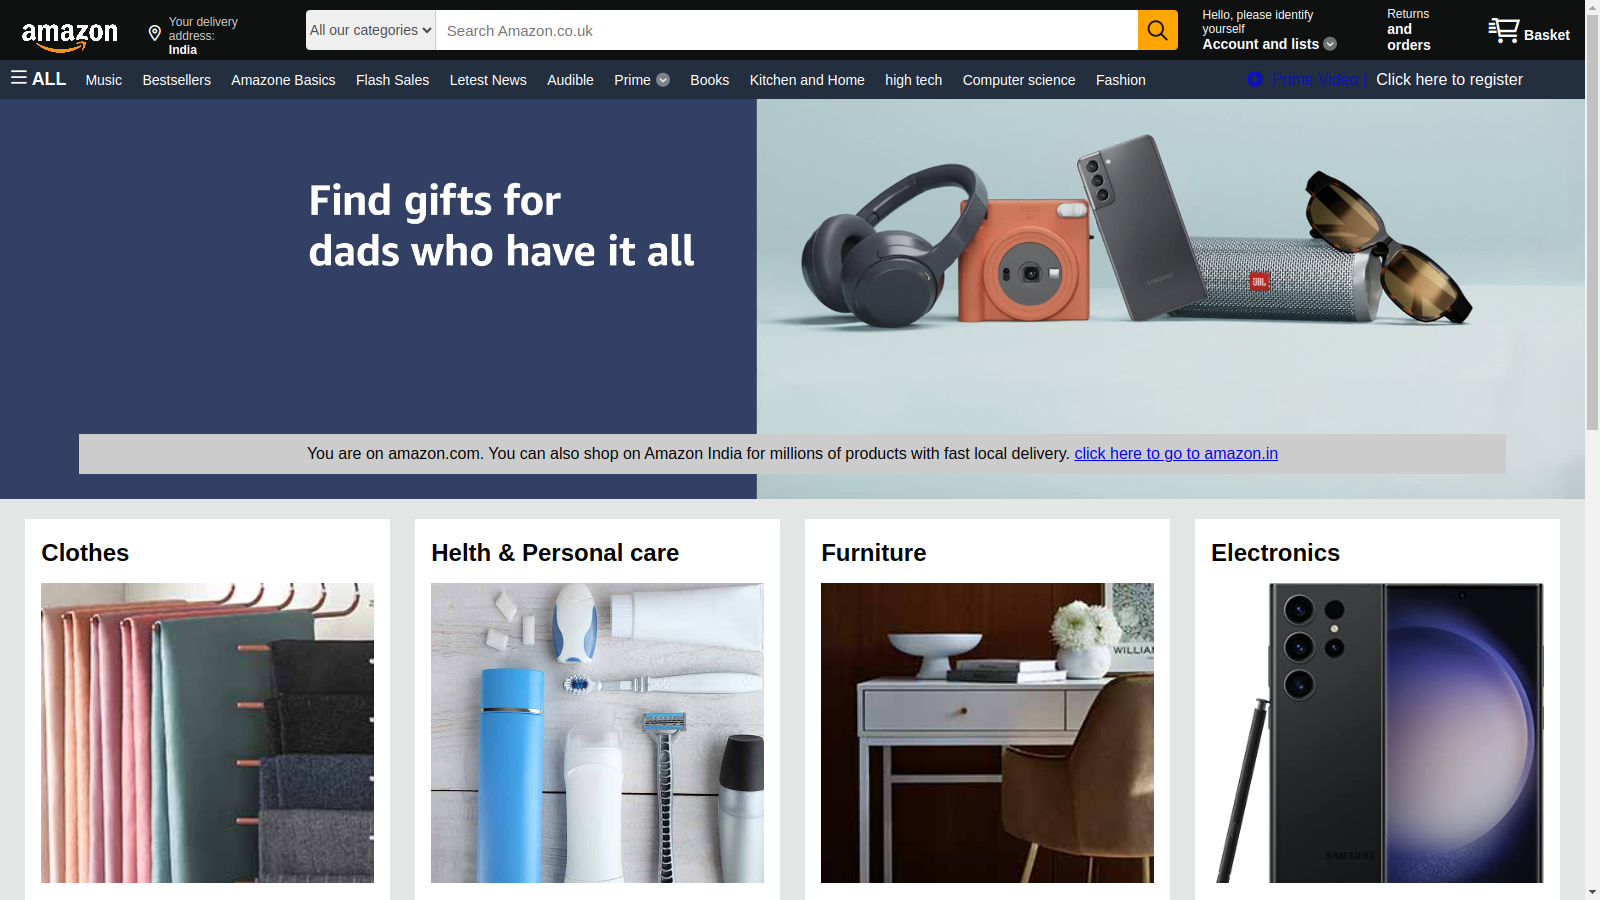 amazon
Your delivery
address:
India
All our categories
Search Amazon.co.uk
Hello, please identify
yourself
Account and lists
Returns
and
orders
Basket
ALL
Music
Bestsellers
Amazone Basics
Flash Sales
Letest News
Audible
Prime
Books
Kitchen and Home
high tech
Computer science
Fashion
Prime Video |
Click here to register
Find gifts for
dads who have it all
SAMSUNG
JBL
You are on amazon.com. You can also shop on Amazon India for millions of products with fast local delivery. click here to go to amazon.in
Clothes
Helth & Personal care
Furniture
Electronics
WILLIAM
SAMSUNG